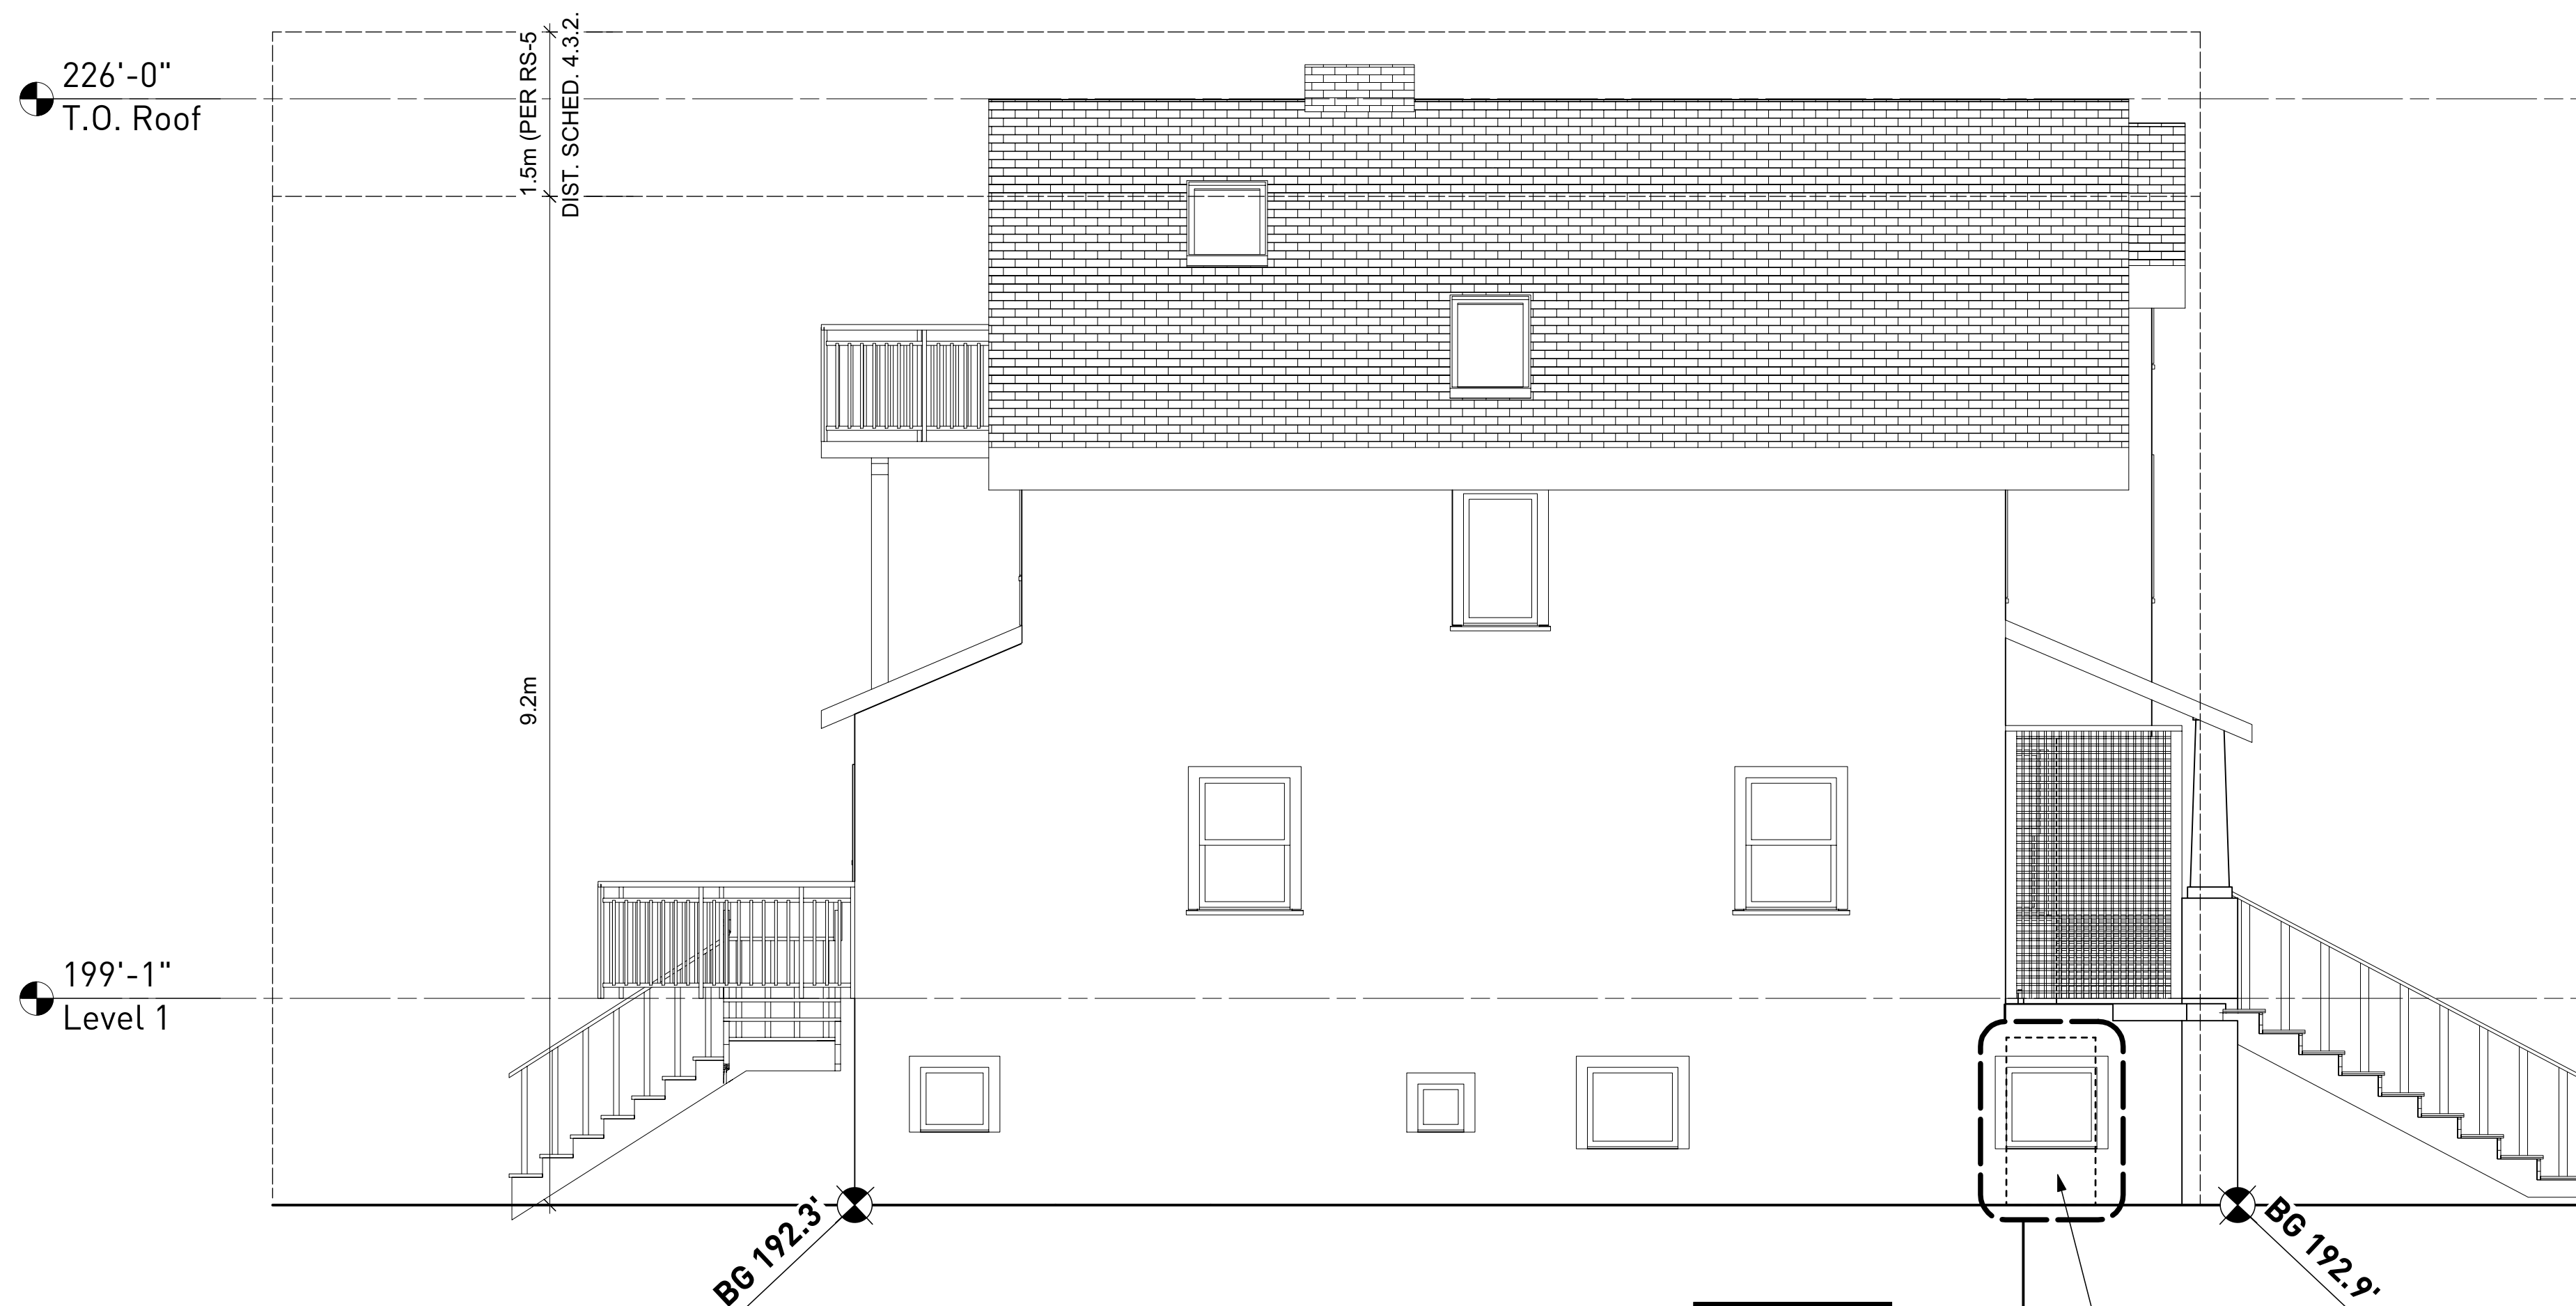 226'-0"
T.O. Roof
1.5m (PER RS-5
DIST. SCHED. 4.3.2.
9.2m
199'-1"
Level 1
BG 192.3'
BG 192.9'